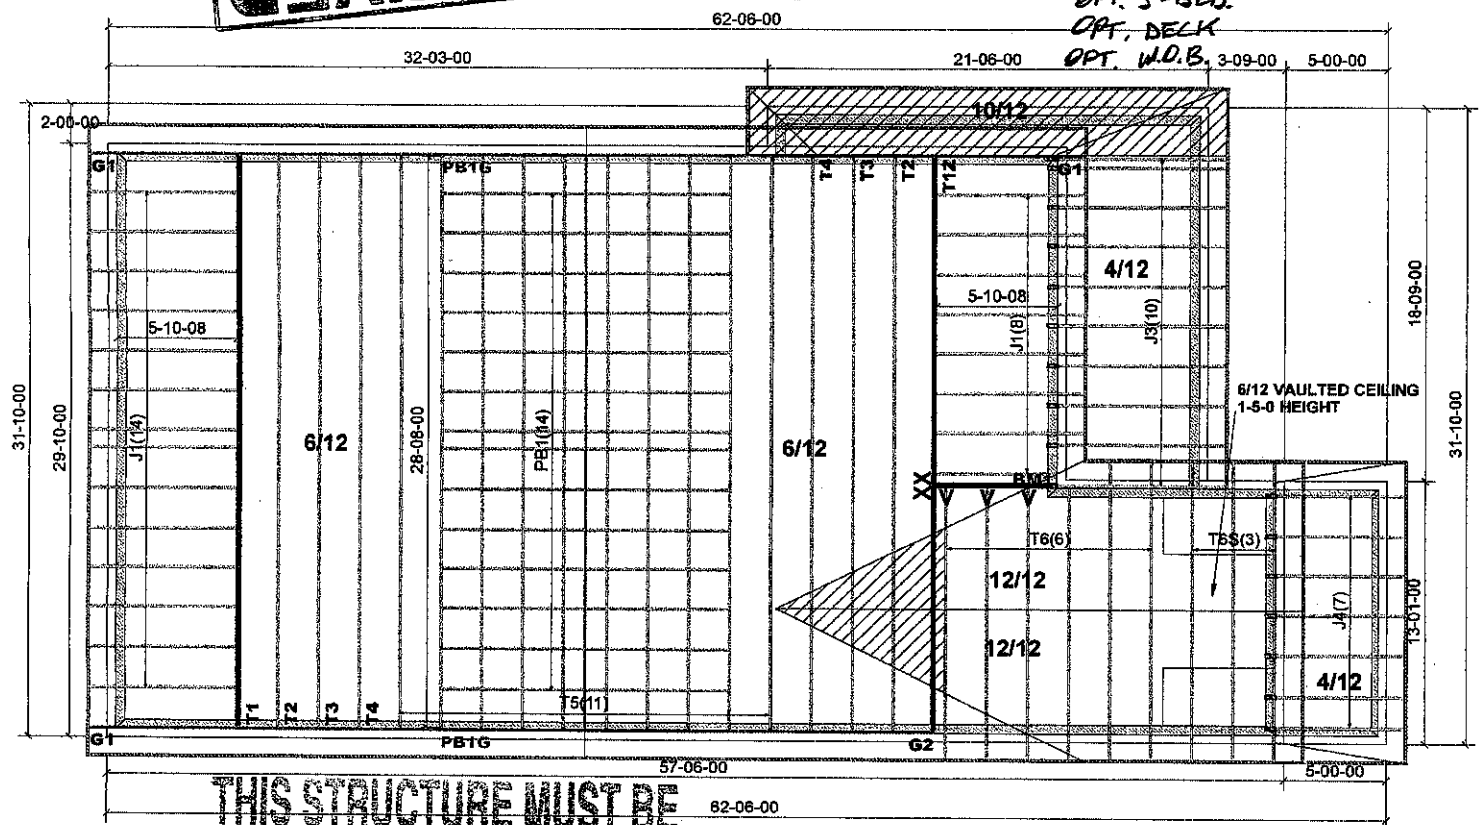 62-06-00
OPT. DECK
OPT. W.O.B.
32-03-00
21-06-00
3-09-00
5-00-00
2-00-00
10/12
G1
PB1G
T4
T3
T2
T12
G1
4/12
5-10-08
5-10-08
J1(8)
J3(10)
18-09-00
31-10-00
29-10-00
J1(14)
6/12
28-08-00
PB1(14)
6/12
6/12 VAULTED CEILING
1-5-0 HEIGHT
31-10-00
XX
XX
V
V
V
T6(6)
T6S(3)
12/12
12/12
J4(7)
13-01-00
4/12
T1
T2
T3
T4
T5(11)
G1
PB1G
G2
57-06-00
5-00-00
THIS STRUCTURE MUST BE
62-06-00